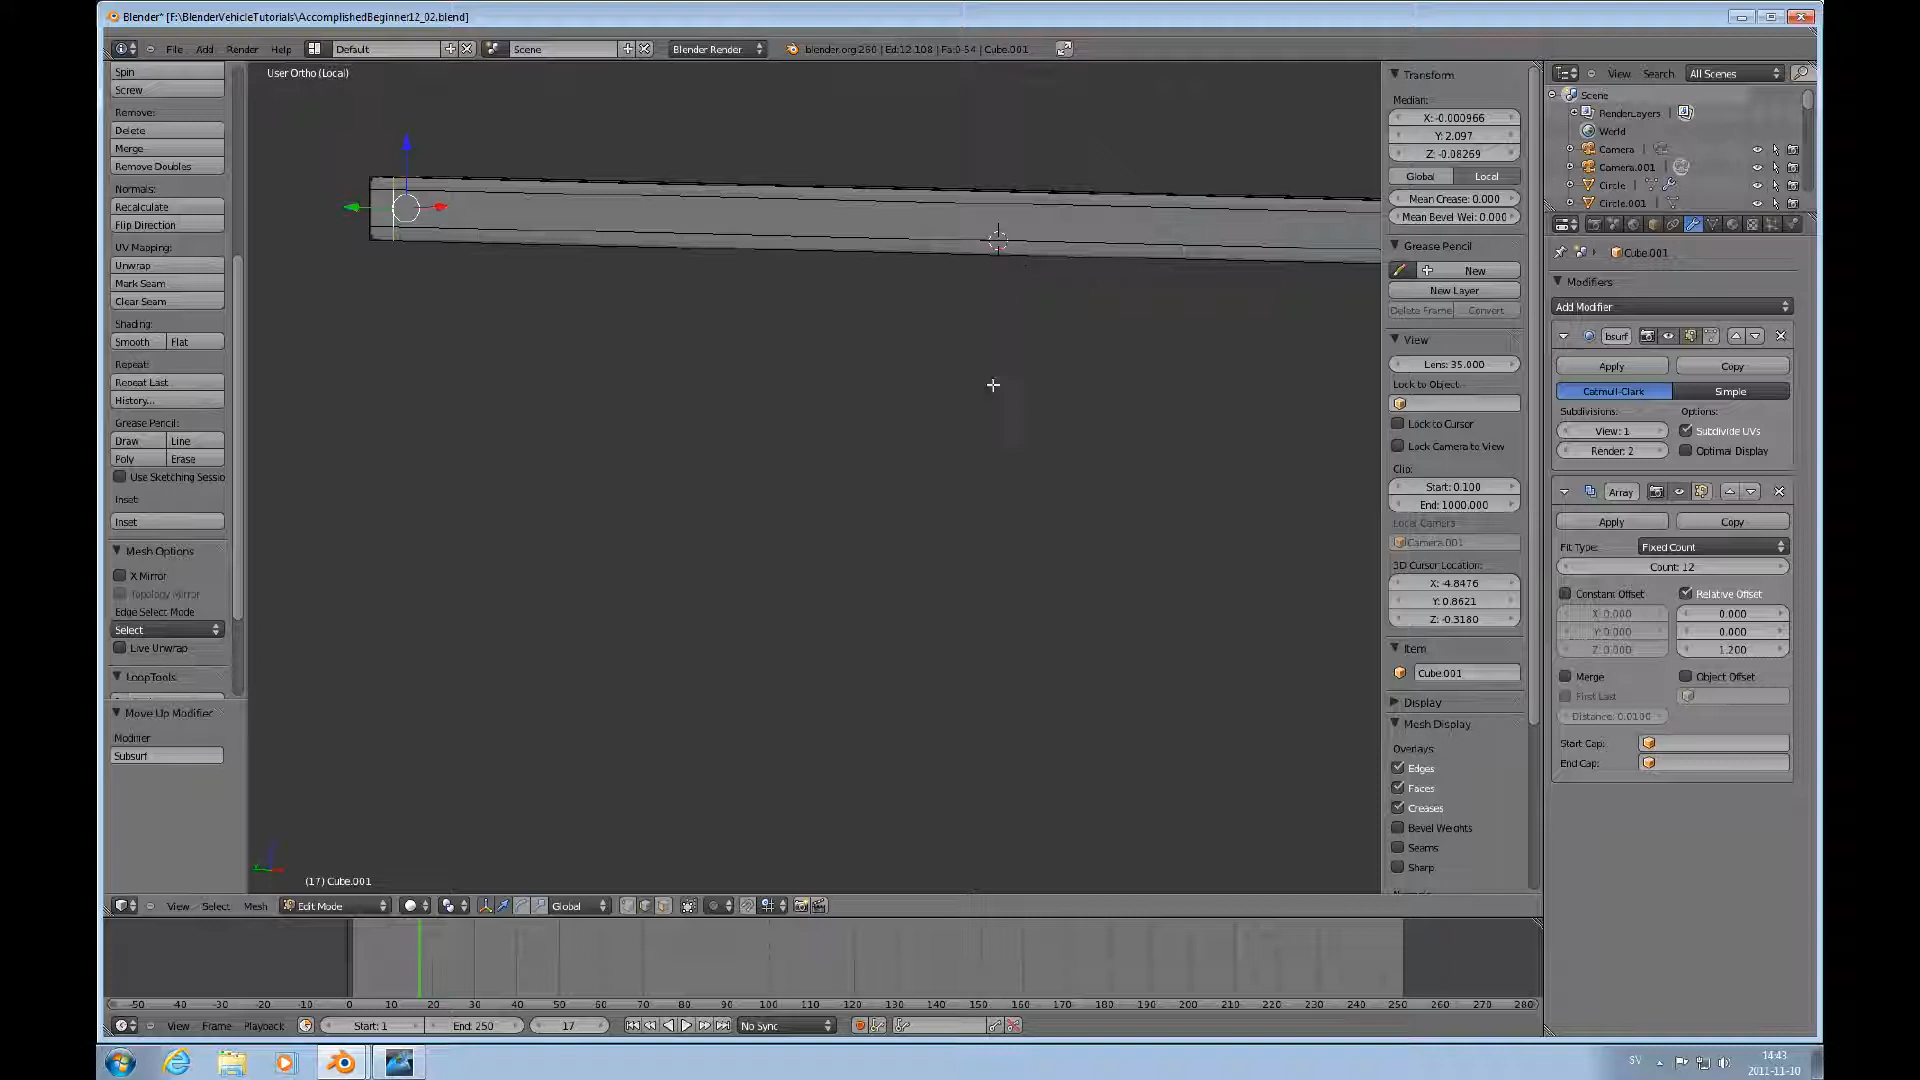 Blender* [F:\BlenderVehicleTutorials\AccomplishedBeginner12_02.blend]
File Add Render Help Default Scene Blender Render blender.org 260 | Ed:12 108 | Fa:0-54 | Cube.001
View Search All Scenes
Spin
Screw
Remove:
Delete
Merge
Remove Doubles
Normals:
Recalculate
Flip Direction
UV Mapping:
Unwrap
Mark Seam
Clear Seam
Shading:
Smooth Flat
Repeat:
Repeat Last
History...
Grease Pencil:
Draw Line
Poly Erase
Use Sketching Sessio
Inset:
Inset
Mesh Options
X Mirror
Topology Mirror
Edge Select Mode
Select
Live Unwrap
LoopTools
Move Up Modifier
Modifier
Subsurf
User Ortho (Local)
(17) Cube.001
Transform
Median:
X: -0.000966
Y: 2.097
Z: -0.08269
Global Local
Mean Crease: 0.000
Mean Bevel Wei: 0.000
Grease Pencil
New
New Layer
Delete Frame Convert
View
Lens: 35.000
Lock to Object:
Lock to Cursor
Lock Camera to View
Clip:
Start: 0.100
End: 1000.000
Local Camera
Camera.001
3D Cursor Location:
X: -4.8476
Y: 0.8621
Z: -0.3180
Item
Cube.001
Display
Mesh Display
Overlays:
Edges
Faces
Creases
Bevel Weights
Seams
Sharp
Scene
RenderLayers
World
Camera
Camera.001
Circle
Circle.001
Cube.001
Modifiers
Add Modifier
bsurf
Apply Copy
Catmull-Clark Simple
Subdivisions: Options:
View: 1 Subdivide UVs
Render: 2 Optimal Display
Array
Apply Copy
Fit Type: Fixed Count
Count: 12
Constant Offset Relative Offset
X: 0.000 0.000
Y: 0.000 0.000
Z: 0.000 1.200
Merge Object Offset
First Last
Distance: 0.0100
Start Cap:
End Cap:
View Select Mesh Edit Mode Global
-50 -40 -30 -20 -10 0 10 20 30 40 50 60 70 80 90 100 110 120 130 140 150 160 170 180 190 200 210 220 230 240 250 260 270 280
View Frame Playback Start: 1 End: 250 17 No Sync
SV 14:43
2011-11-10